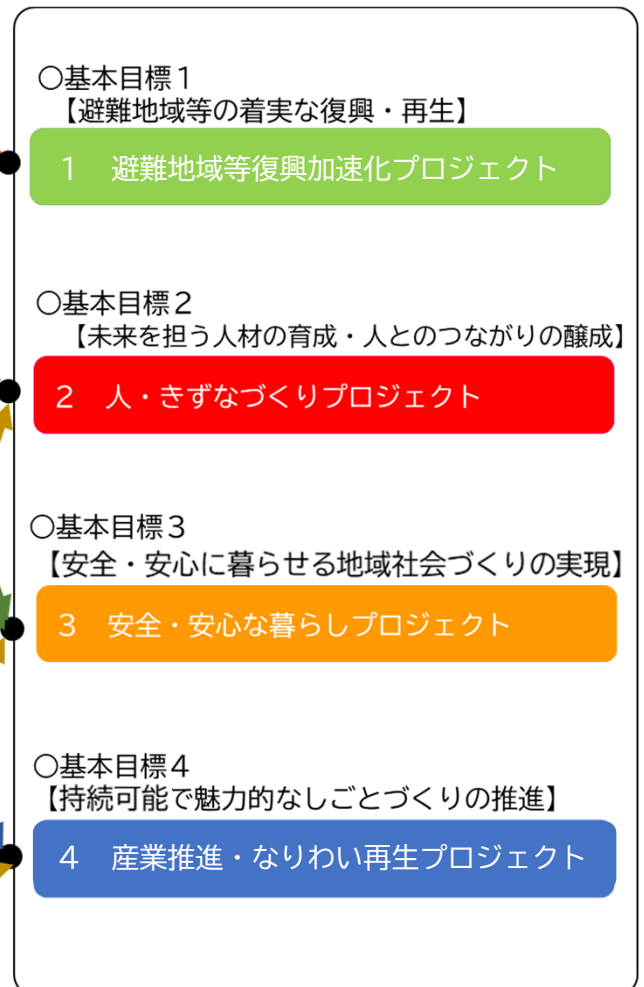 ○基本目標１
【避難地域等の着実な復興・再生】
１　避難地域等復興加速化プロジェクト
○基本目標２
【未来を担う人材の育成・人とのつながりの醸成】
２　人・きずなづくりプロジェクト
○基本目標３
【安全・安心に暮らせる地域社会づくりの実現】
３　安全・安心な暮らしプロジェクト
○基本目標４
【持続可能で魅力的なしごとづくりの推進】
４　産業推進・なりわい再生プロジェクト